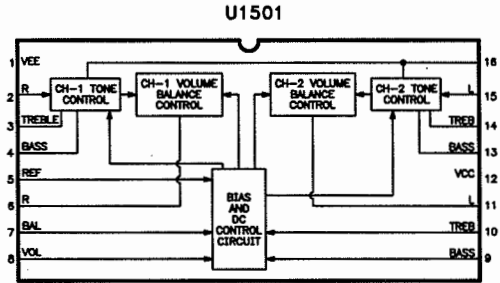 U1501
1 VEE
16
CH-1 TONE CONTROL
CH-1 VOLUME BALANCE CONTROL
CH-2 VOLUME BALANCE CONTROL
CH-2 TONE CONTROL
2 R
L 15
3 TREBLE
TREB 14
4 BASS
BASS 13
5 REF
VCC 12
BIAS AND DC CONTROL CIRCUIT
6 R
L 11
7 BAL
TREB 10
8 VOL
BASS 9